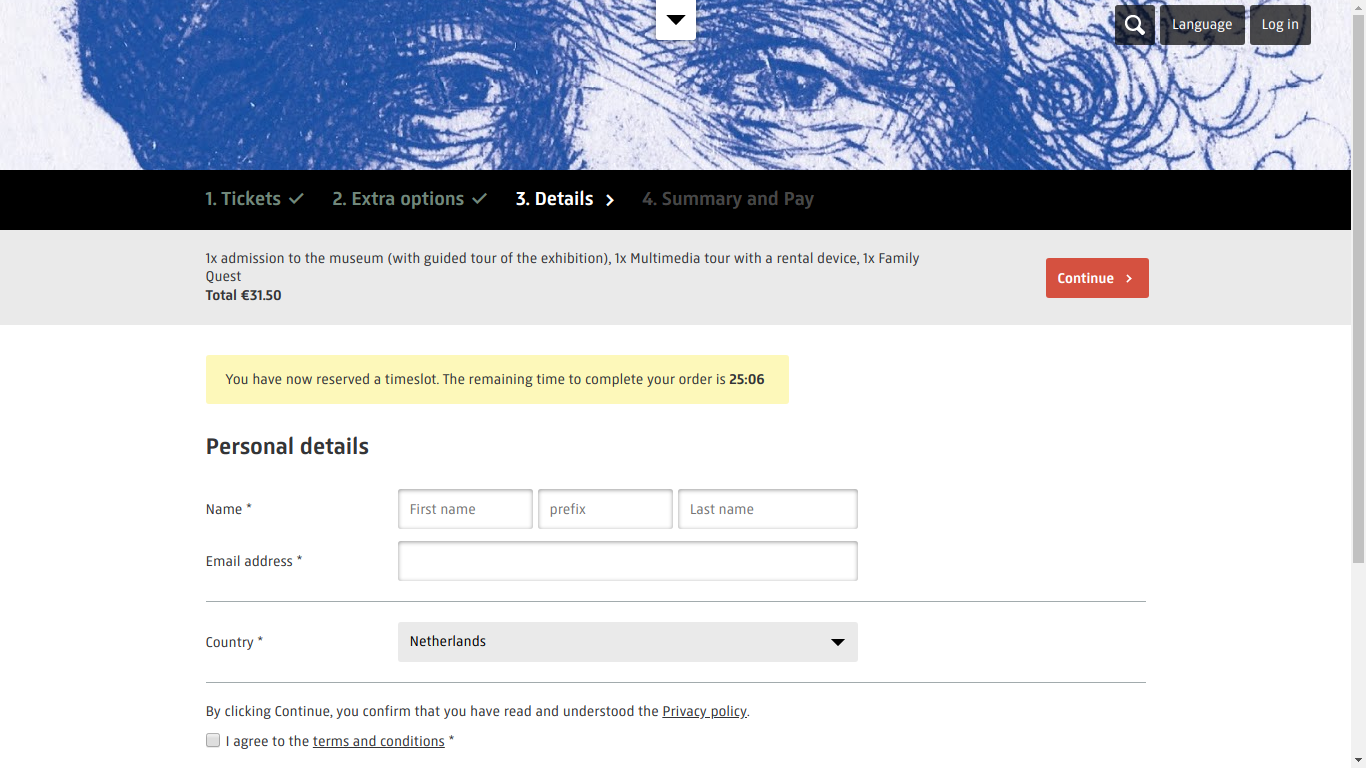 Language
Log in
1. Tickets
2. Extra options
3. Details
4. Summary and Pay
1x admission to the museum (with guided tour of the exhibition), 1x Multimedia tour with a rental device, 1x Family
Quest
Total €31.50
Continue
You have now reserved a timeslot. The remaining time to complete your order is 25:06
Personal details
Name *
First name
prefix
Last name
Email address *
Country *
Netherlands
By clicking Continue, you confirm that you have read and understood the Privacy policy.
I agree to the terms and conditions *